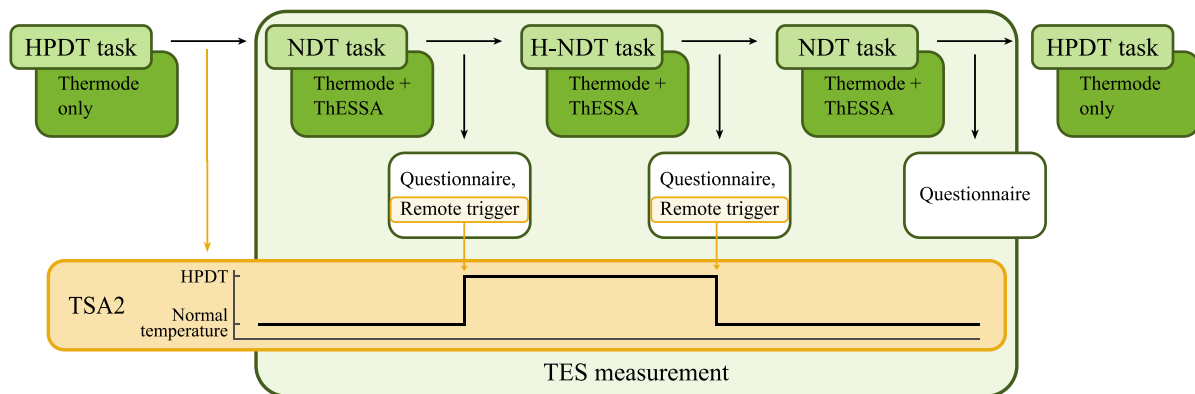 HPDT task
Thermode
only
NDT task
Thermode +
ThESSA
H-NDT task
Thermode +
ThESSA
NDT task
Thermode +
ThESSA
HPDT task
Thermode
only
Questionnaire,
Remote trigger
Questionnaire,
Remote trigger
Questionnaire
TSA2
HPDT
Normal
temperature
TES measurement